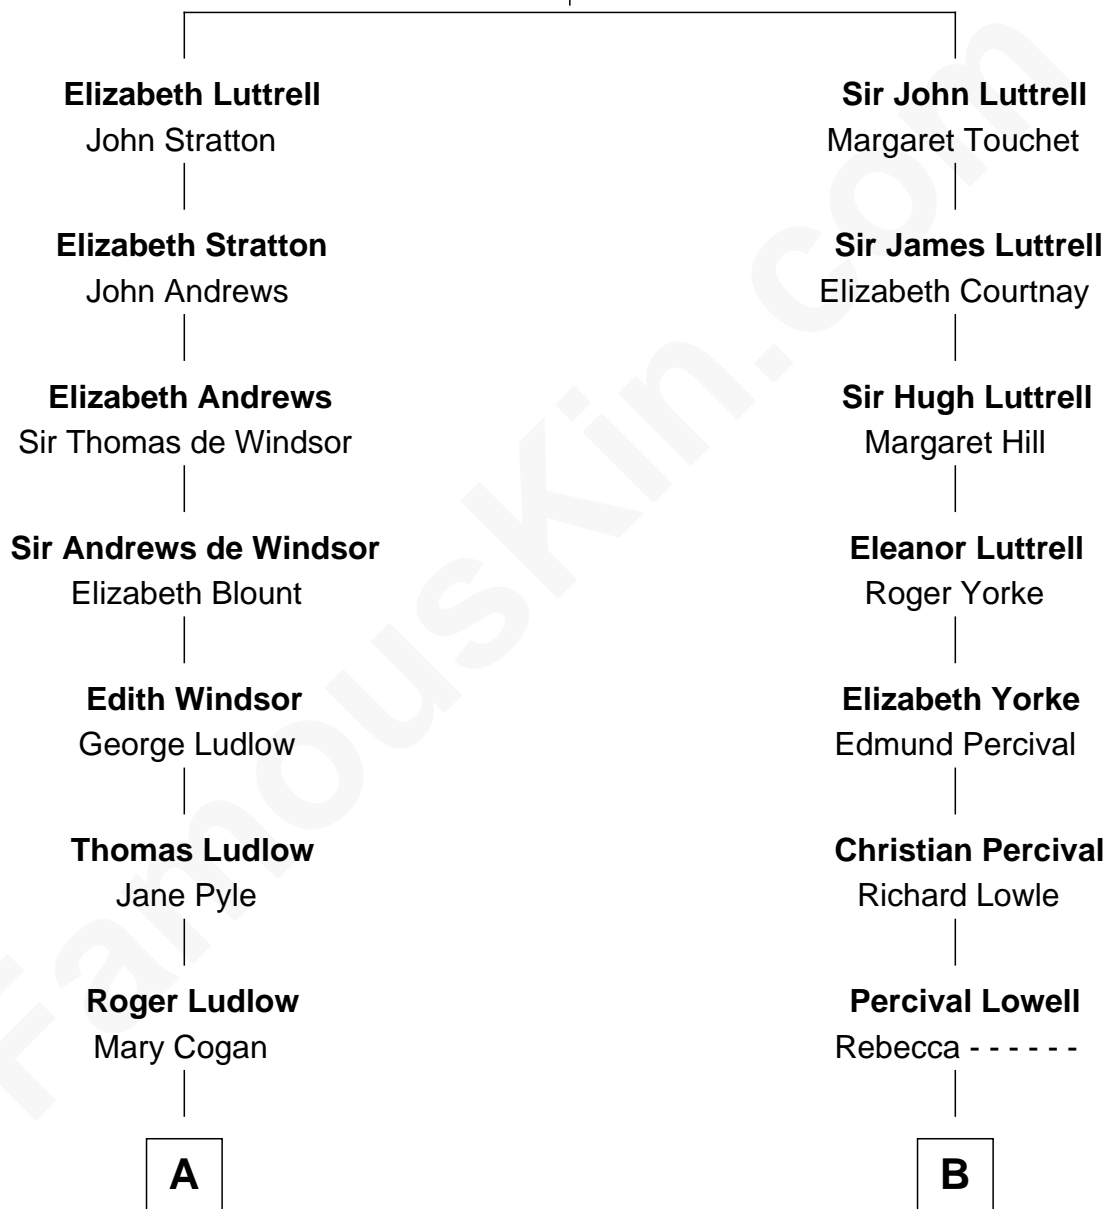 Elizabeth Luttrell
John Stratton
Elizabeth Stratton
John Andrews
Elizabeth Andrews
Sir Thomas de Windsor
Sir Andrews de Windsor
Elizabeth Blount
Edith Windsor
George Ludlow
Thomas Ludlow
Jane Pyle
Roger Ludlow
Mary Cogan
A
Sir John Luttrell
Margaret Touchet
Sir James Luttrell
Elizabeth Courtnay
Sir Hugh Luttrell
Margaret Hill
Eleanor Luttrell
Roger Yorke
Elizabeth Yorke
Edmund Percival
Christian Percival
Richard Lowle
Percival Lowell
Rebecca - - - - - -
B
FamousKin.com